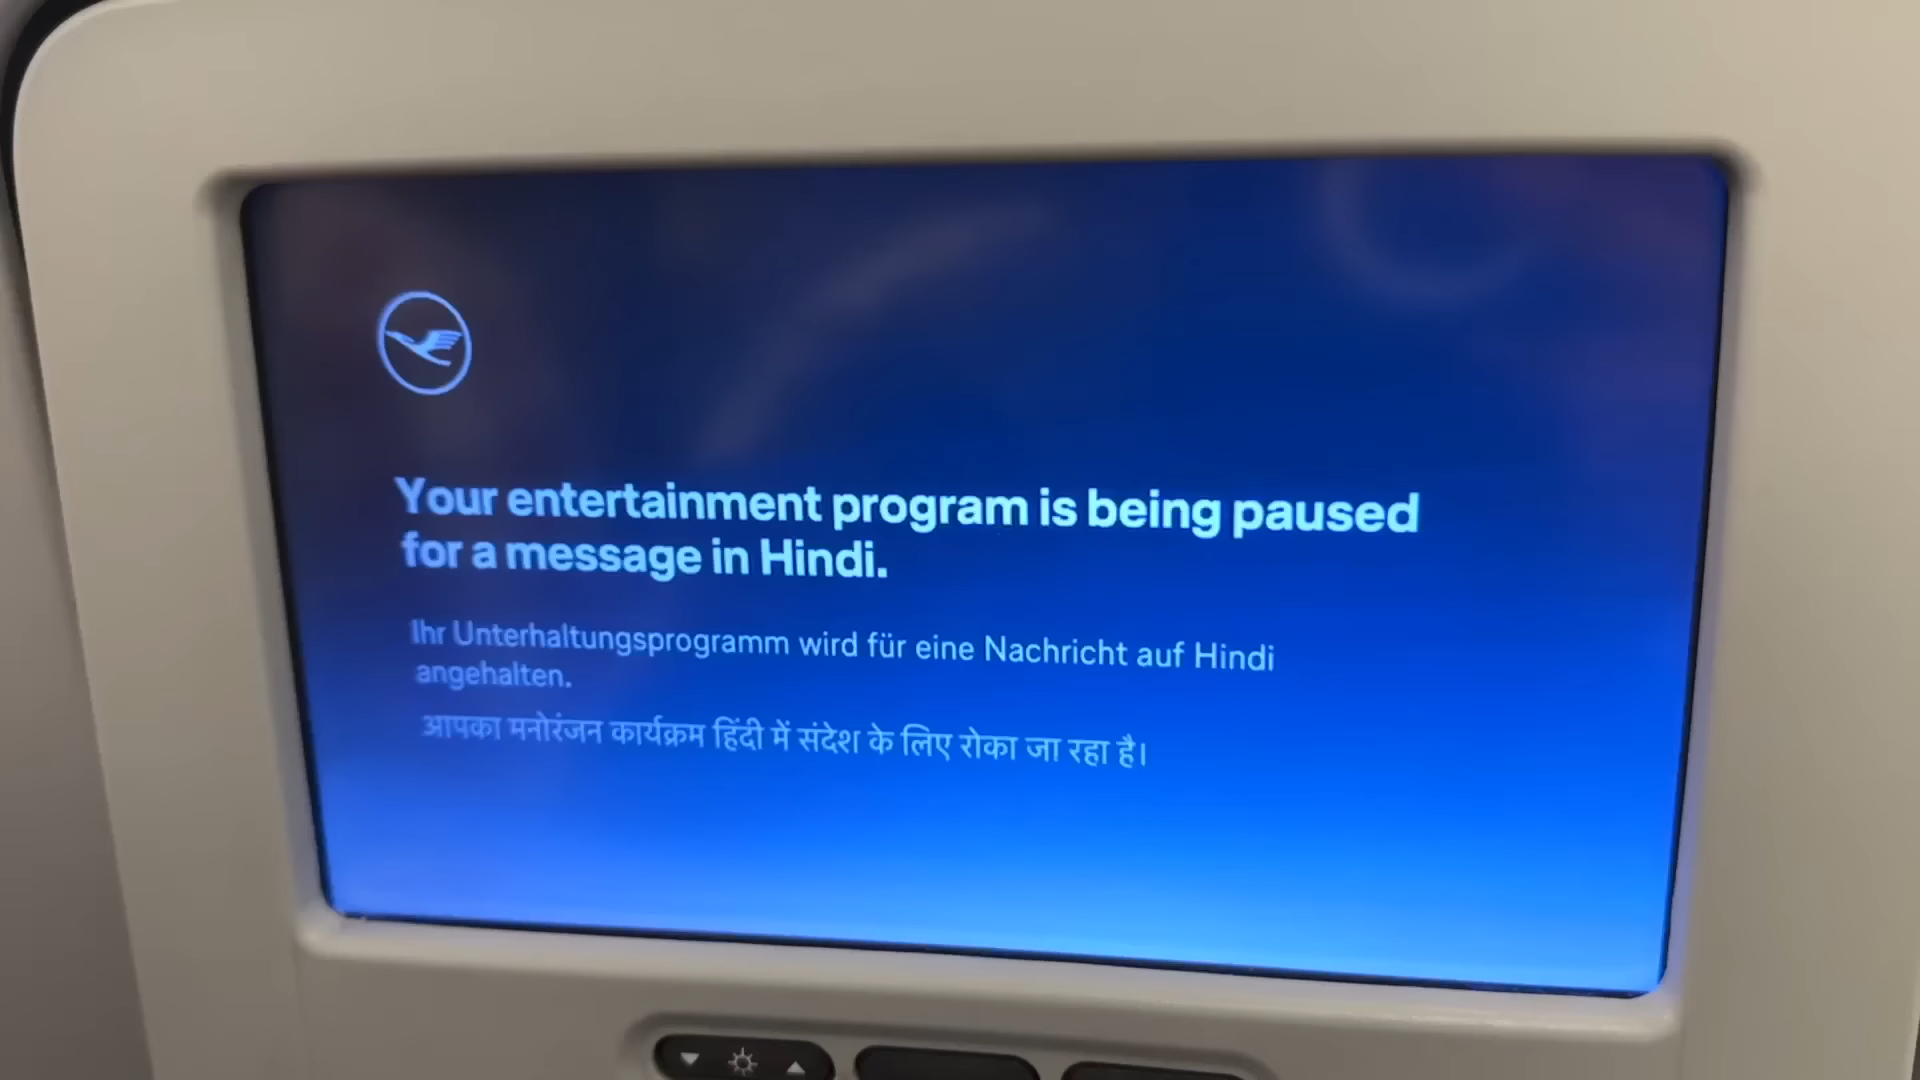 Your entertainment program is being paused
for a message in Hindi.
Ihr Unterhaltungsprogramm wird für eine Nachricht auf Hindi
angehalten.
आपका मनोरंजन कार्यक्रम हिंदी में संदेश के लिए रोका जा रहा है।